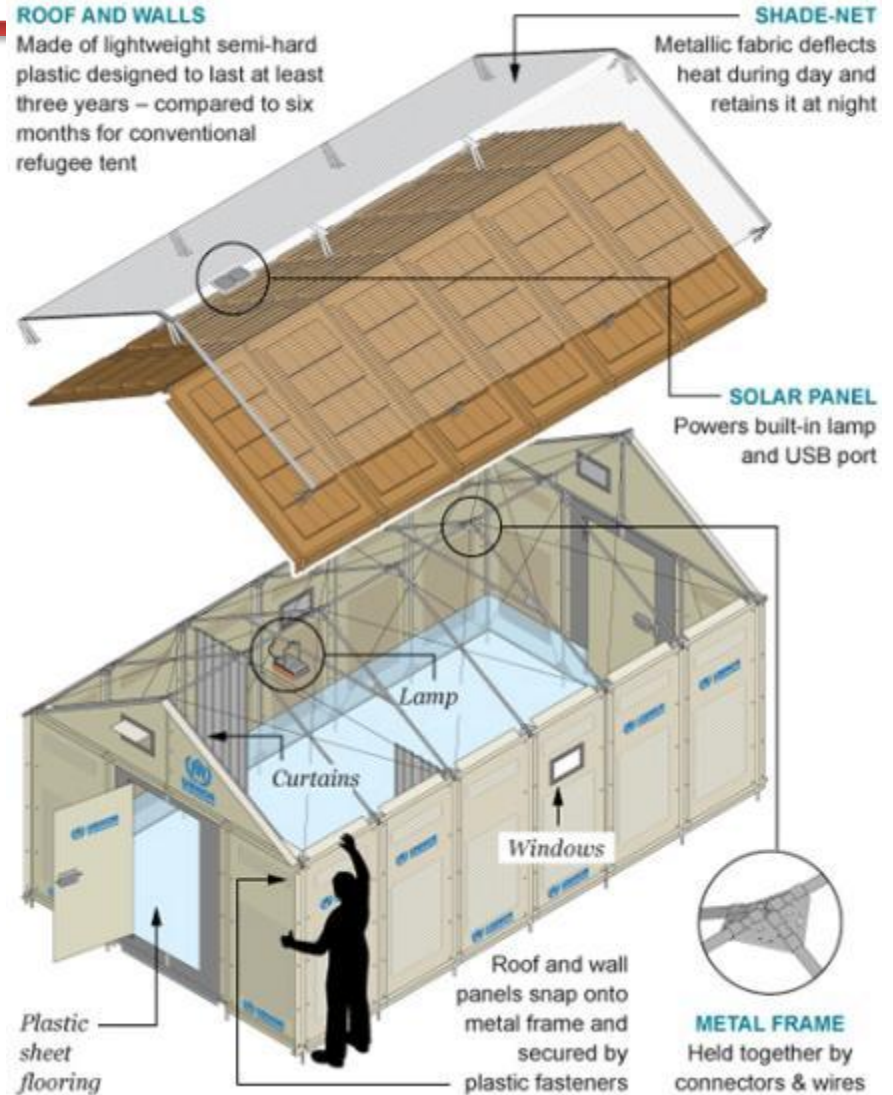 ROOF AND WALLS
Made of lightweight semi-hard
plastic designed to last at least
three years – compared to six
months for conventional
refugee tent
SHADE-NET
Metallic fabric deflects
heat during day and
retains it at night
SOLAR PANEL
Powers built-in lamp
and USB port
Lamp
Curtains
Windows
Plastic
sheet
flooring
Roof and wall
panels snap onto
metal frame and
secured by
plastic fasteners
METAL FRAME
Held together by
connectors & wires